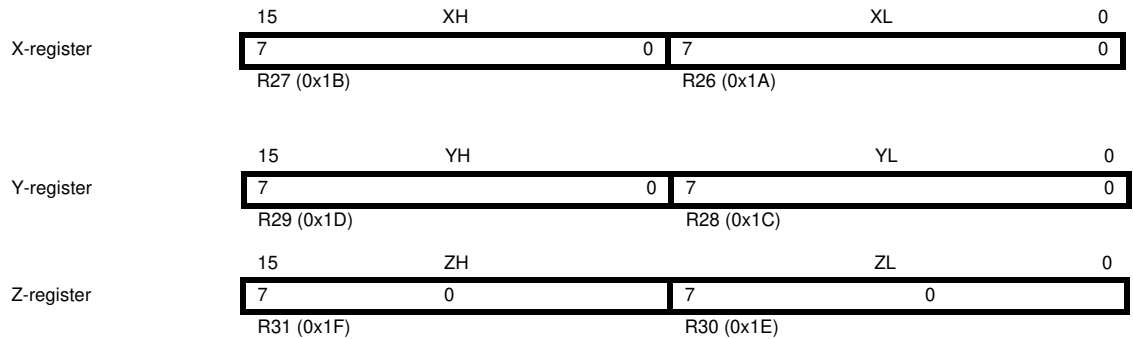 15 XH XL 0
X-register 7 0 7 0
R27 (0x1B) R26 (0x1A)
15 YH YL 0
Y-register 7 0 7 0
R29 (0x1D) R28 (0x1C)
15 ZH ZL 0
Z-register 7 0 7 0
R31 (0x1F) R30 (0x1E)